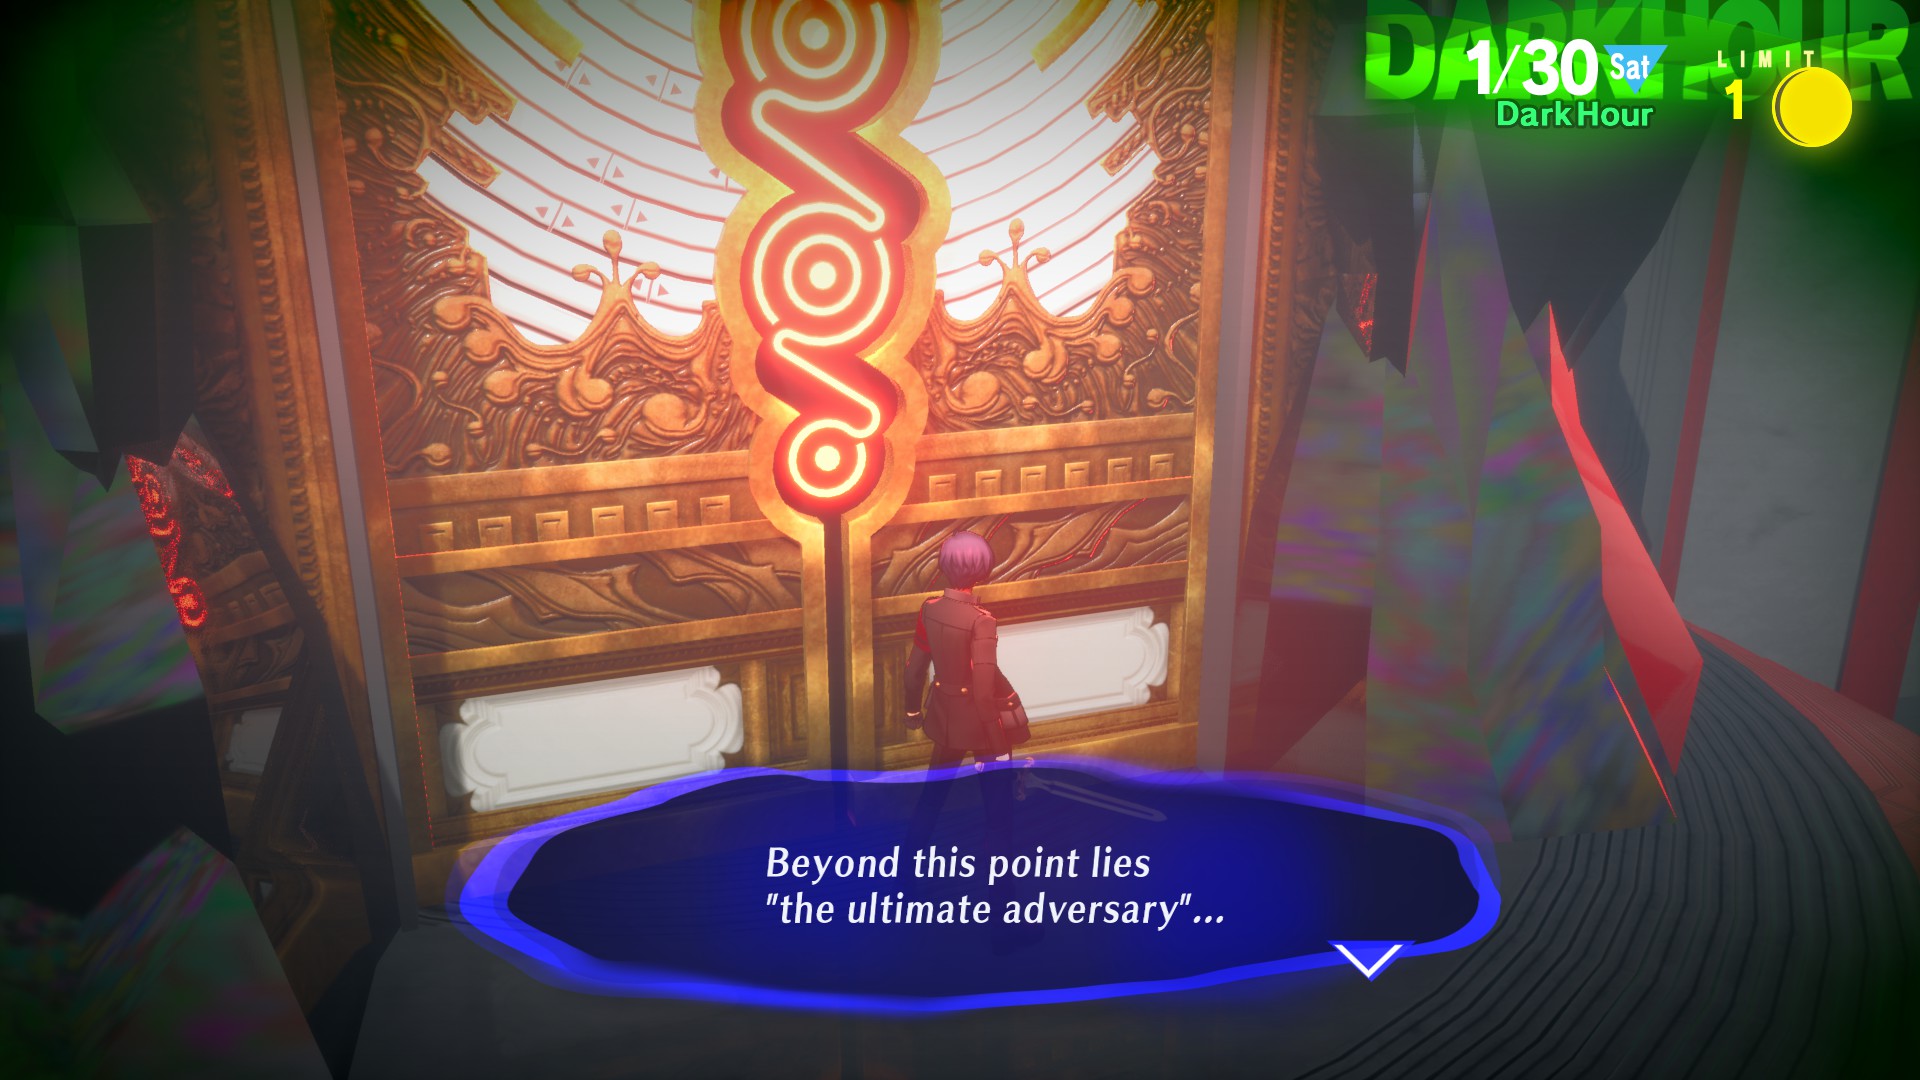 DARK HOUR
1/30 Sat
Dark Hour
LIMIT
1
Beyond this point lies
"the ultimate adversary"...